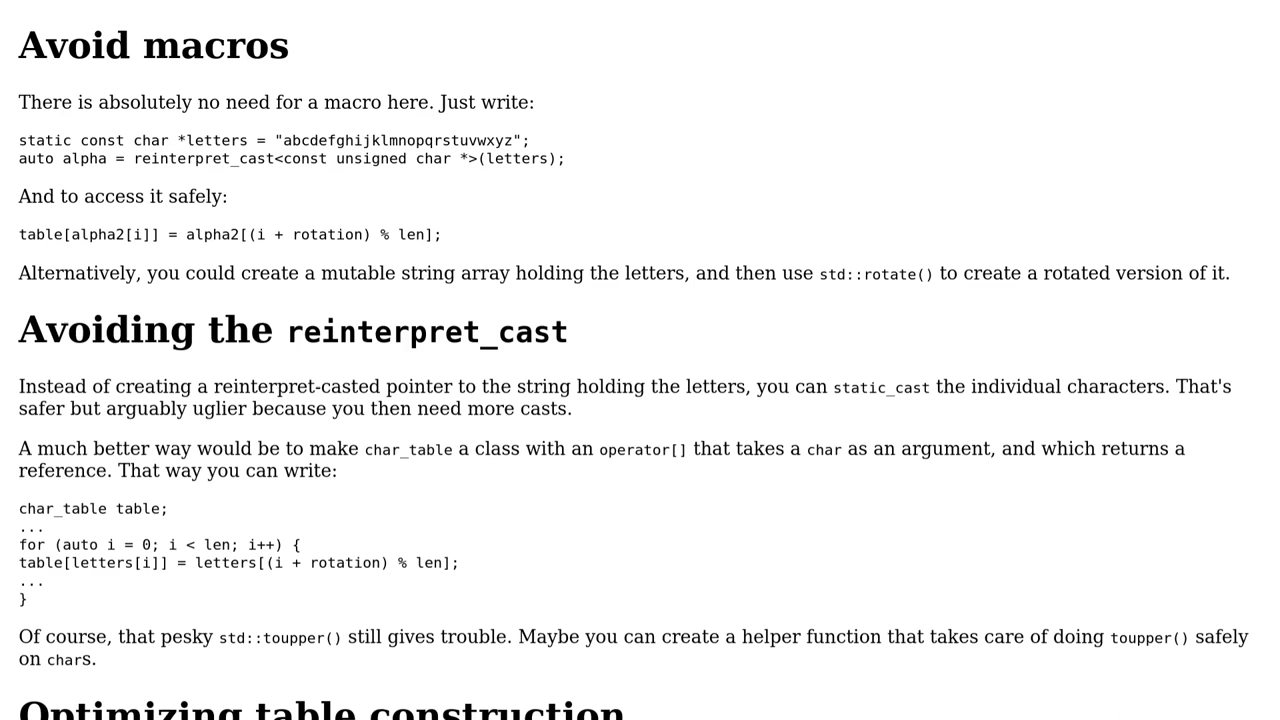 Avoid macros
There is absolutely no need for a macro here. Just write:
static const char *letters = "abcdefghijklmnopqrstuvwxyz";
auto alpha = reinterpret_cast<const unsigned char *>(letters);
And to access it safely:
table[alpha2[i]] = alpha2[(i + rotation) % len];
Alternatively, you could create a mutable string array holding the letters, and then use std::rotate() to create a rotated version of it.
Avoiding the reinterpret_cast
Instead of creating a reinterpret-casted pointer to the string holding the letters, you can static_cast the individual characters. That's
safer but arguably uglier because you then need more casts.
A much better way would be to make char_table a class with an operator[] that takes a char as an argument, and which returns a
reference. That way you can write:
char_table table;
...
for (auto i = 0; i < len; i++) {
table[letters[i]] = letters[(i + rotation) % len];
...
}
Of course, that pesky std::toupper() still gives trouble. Maybe you can create a helper function that takes care of doing toupper() safely
on chars.
Optimizing table construction